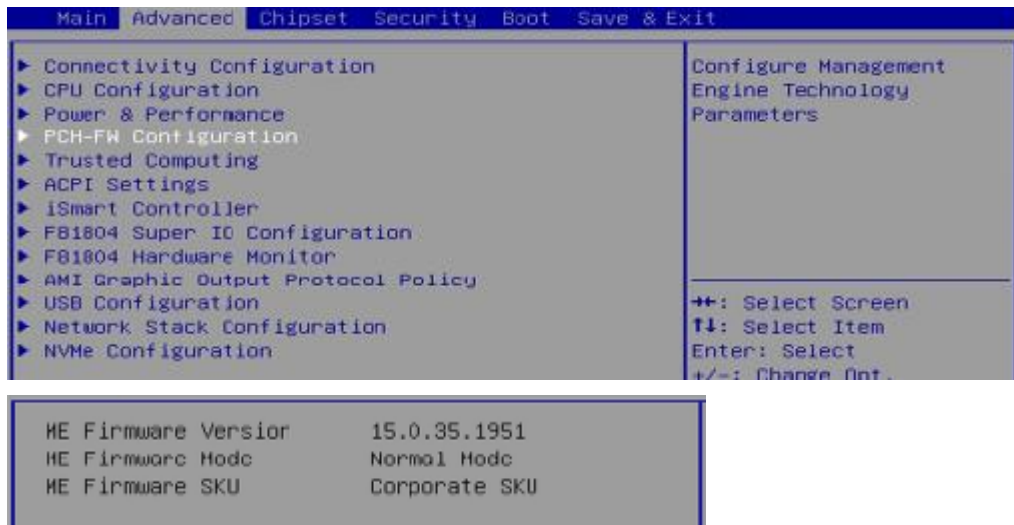 Main Advanced Chipset Security Boot Save & Exit
► Connectivity Configuration
► CPU Configuration
► Power & Performance
► PCH-FW Configuration
► Trusted Computing
► ACPI Settings
► iSmart Controller
► F81804 Super IO Configuration
► F81804 Hardware Monitor
► AMI Graphic Output Protocol Policy
► USB Configuration
► Network Stack Configuration
► NVMe Configuration
Configure Management
Engine Technology
Parameters
→←: Select Screen
↑↓: Select Item
Enter: Select
+/-: Change Opt.
ME Firmware Version 15.0.35.1951
ME Firmware Mode Normal Mode
ME Firmware SKU Corporate SKU